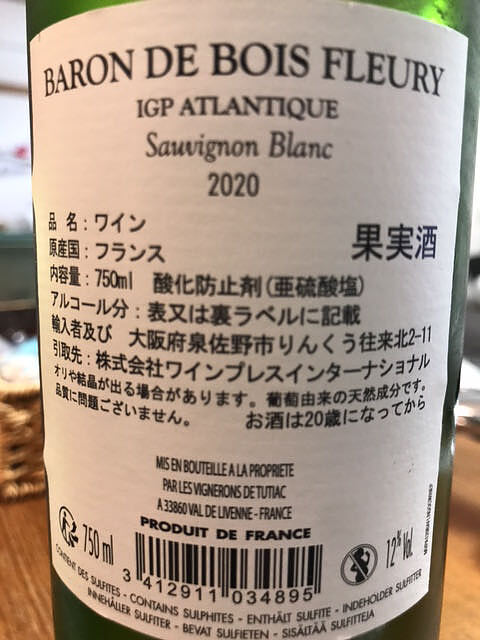 BARON DE BOIS FLEURY
IGP ATLANTIQUE
Sauvignon Blanc
2020
品 名：ワイン
果実酒
原産国：フランス
内容量：750ml 酸化防止剤(亜硫酸塩)
アルコール分：表又は裏ラベルに記載
輸入者及び 大阪府泉佐野市りんくう往来北2-11
引取先：株式会社ワインプレスインターナショナル
オリや結晶が出る場合があります。葡萄由来の天然成分です。
品質に問題ございません。 お酒は20歳になってから
MIS EN BOUTEILLE A LA PROPRIETE
PAR LES VIGNERONS DE TUTIAC
A 33860 VAL DE LIVENNE - FRANCE
PRODUIT DE FRANCE
750 ml
12% Vol.
3 412911 034895
CONTIENT DES SULFITES - CONTAINS SULPHITES - ENTHÄLT SULFITE - INDEHOLDER SULFITTER
INNEHÅLLER SULFITER - BEVAT SULFIETEN - SISÄLTÄÄ SULFIITTEJA